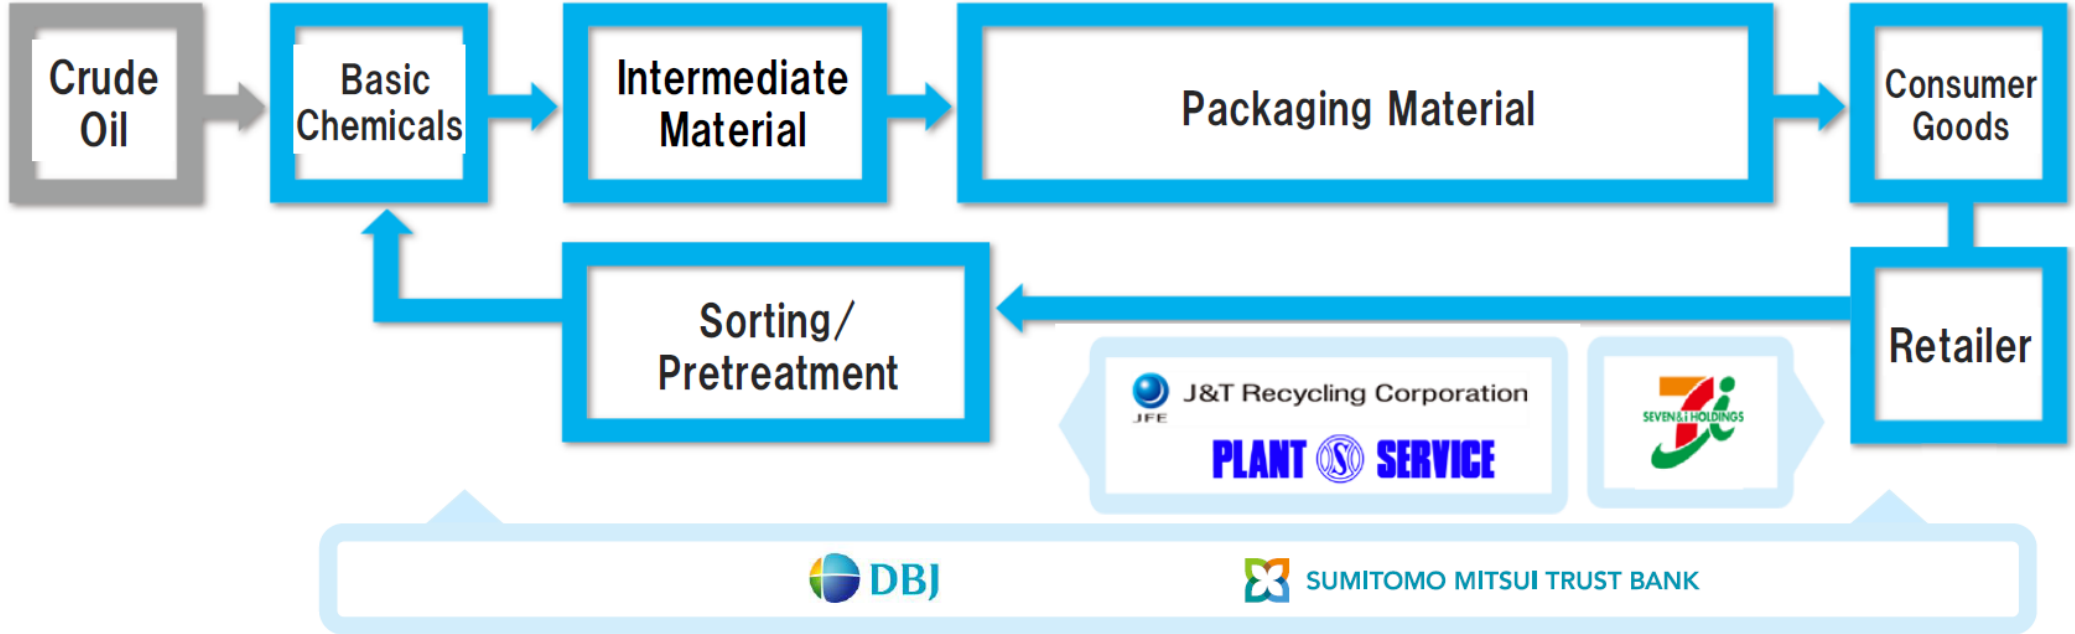 Crude
Oil
Basic
Chemicals
Intermediate
Material
Packaging Material
Consumer
Goods
Sorting/
Pretreatment
Retailer
JFE
J&T Recycling Corporation
PLANT S SERVICE
SEVEN&i HOLDINGS
DBJ
SUMITOMO MITSUI TRUST BANK